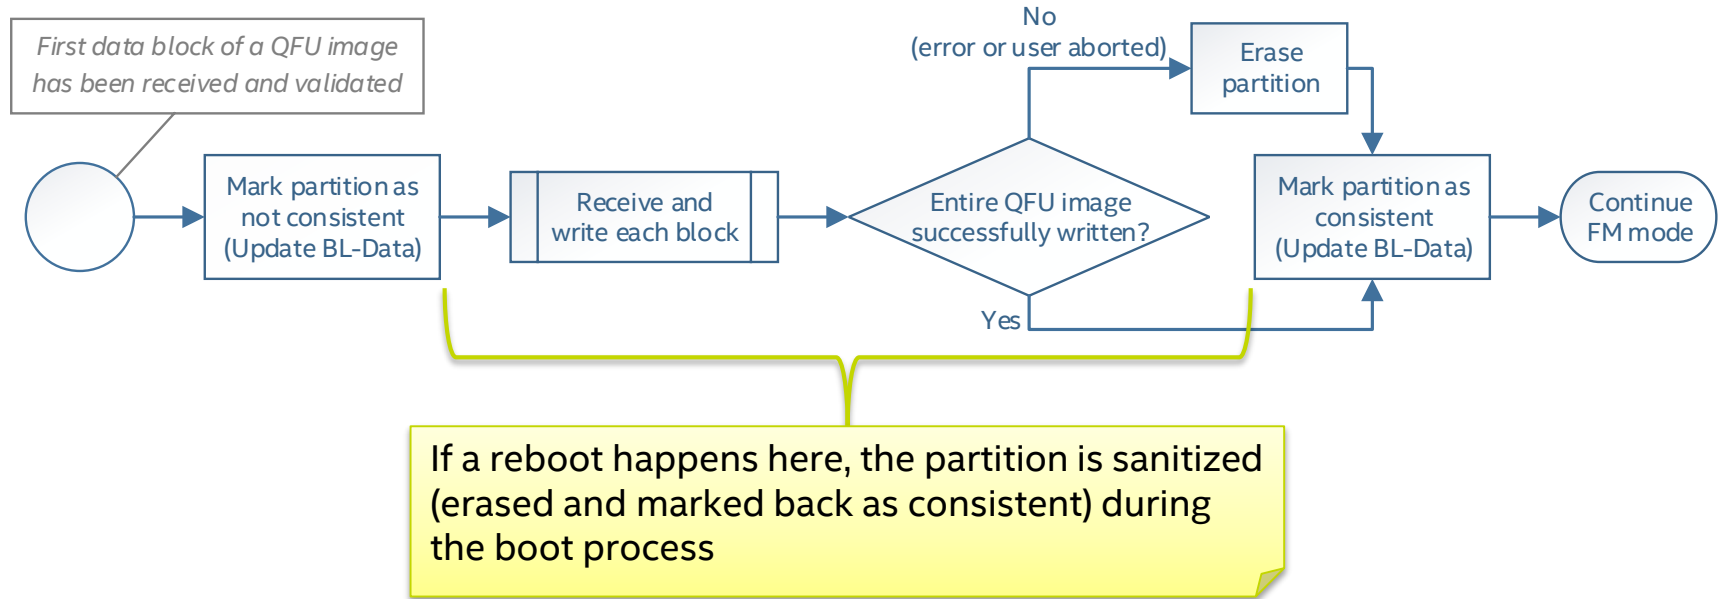 First data block of a QFU image
has been received and validated
Mark partition as
not consistent
(Update BL-Data)
Receive and
write each block
Entire QFU image
successfully written?
No
(error or user aborted)
Erase
partition
Yes
Mark partition as
consistent
(Update BL-Data)
Continue
FM mode
If a reboot happens here, the partition is sanitized
(erased and marked back as consistent) during
the boot process